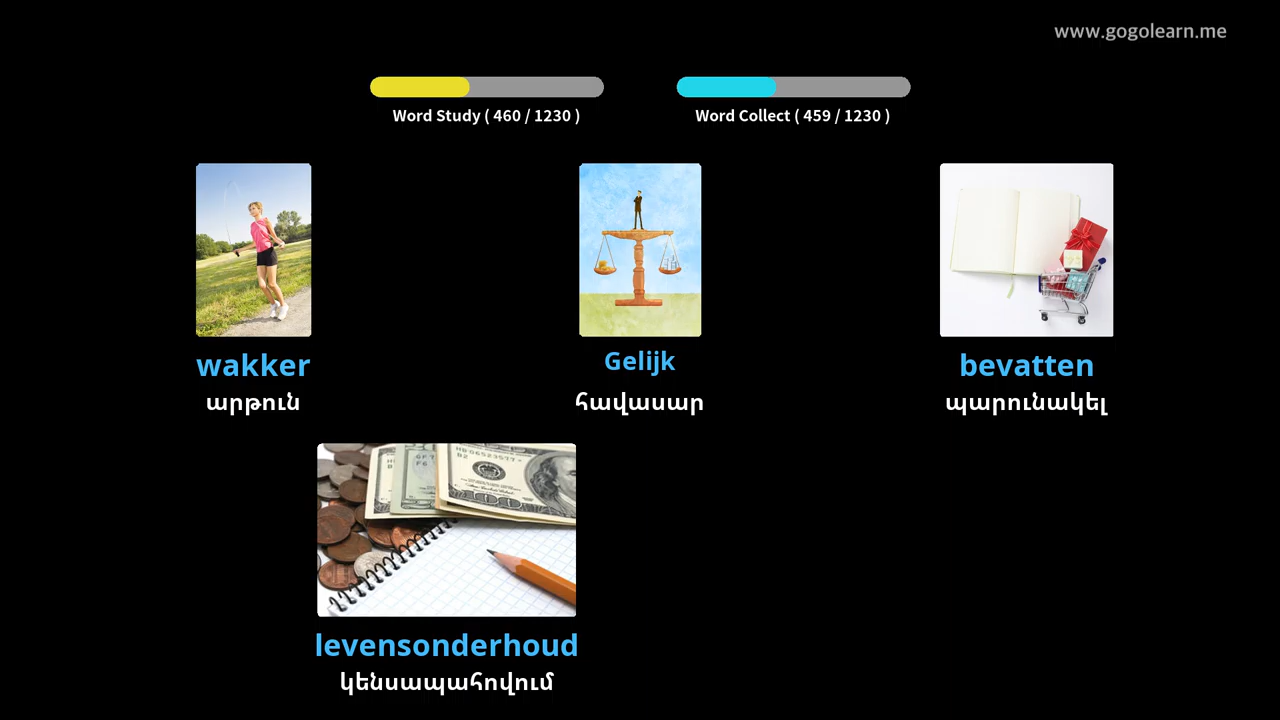 www.gogolearn.me
Word Study ( 460 / 1230 )
Word Collect ( 459 / 1230 )
wakker
արթուն
Gelijk
հավասար
bevatten
պարունակել
levensonderhoud
կենսապահովում